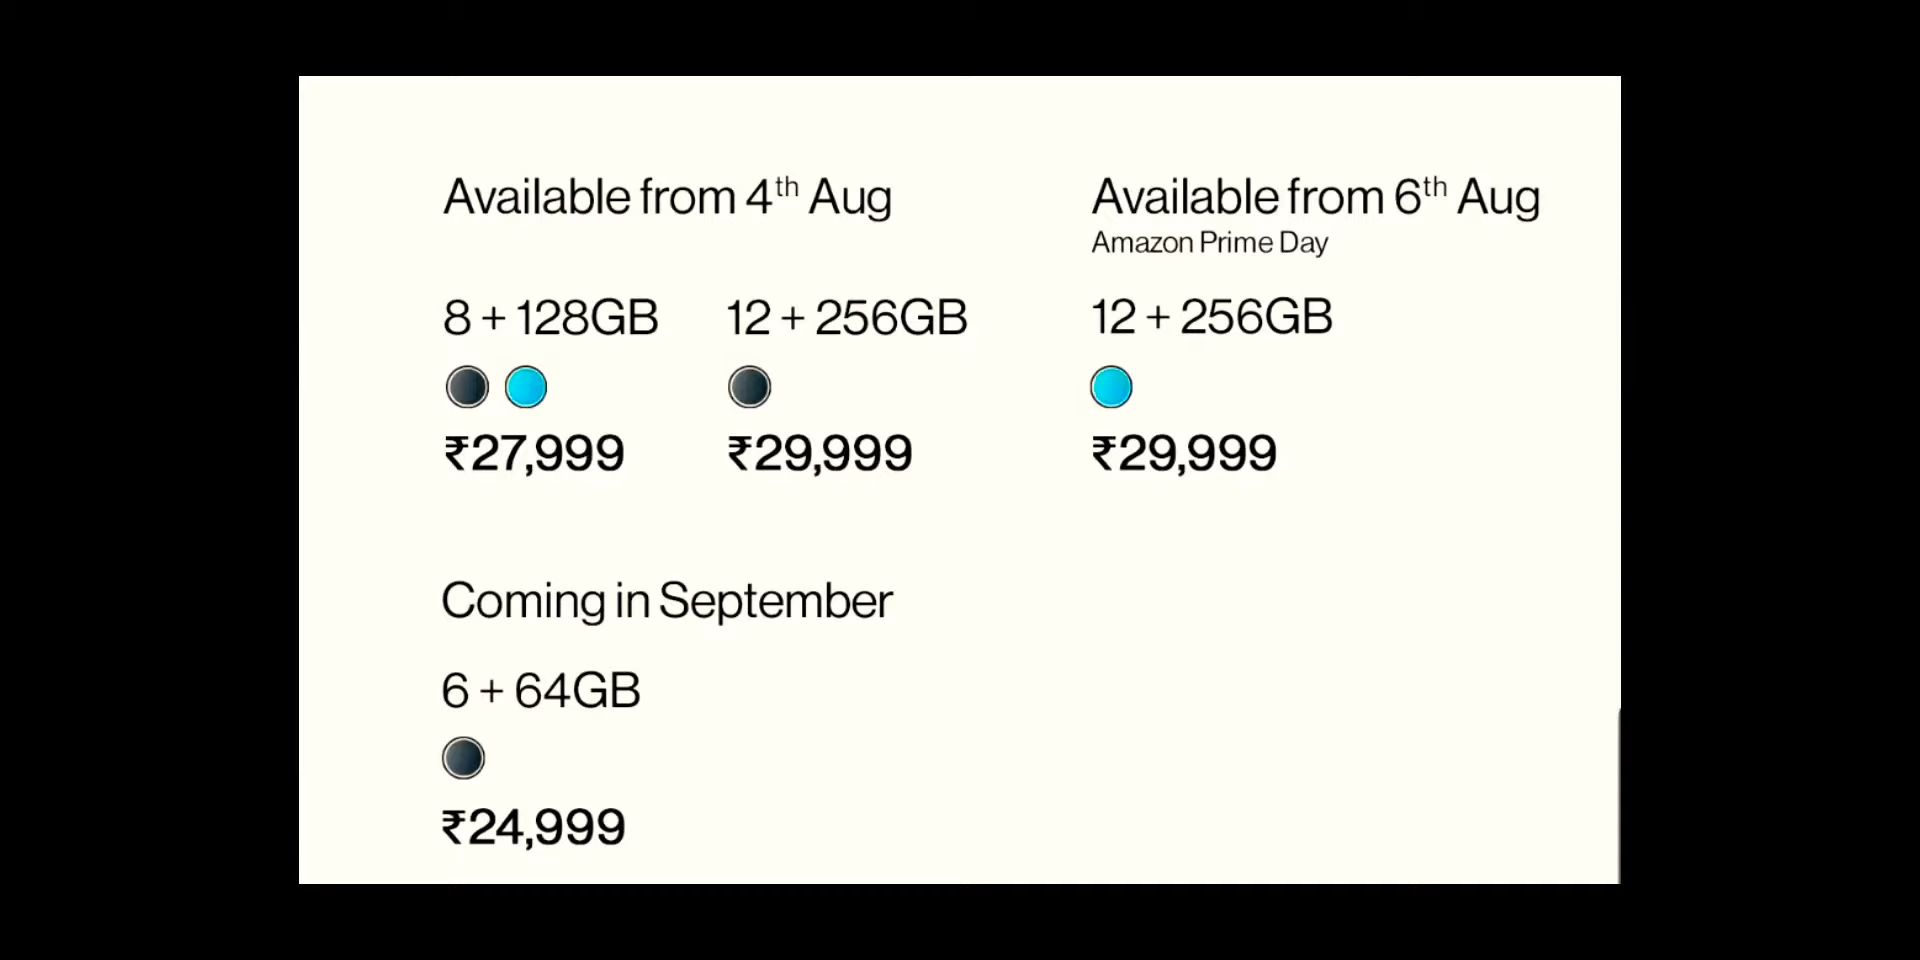 Available from 4th Aug
8 + 128GB
₹27,999
12 + 256GB
₹29,999
Available from 6th Aug
Amazon Prime Day
12 + 256GB
₹29,999
Coming in September
6 + 64GB
₹24,999